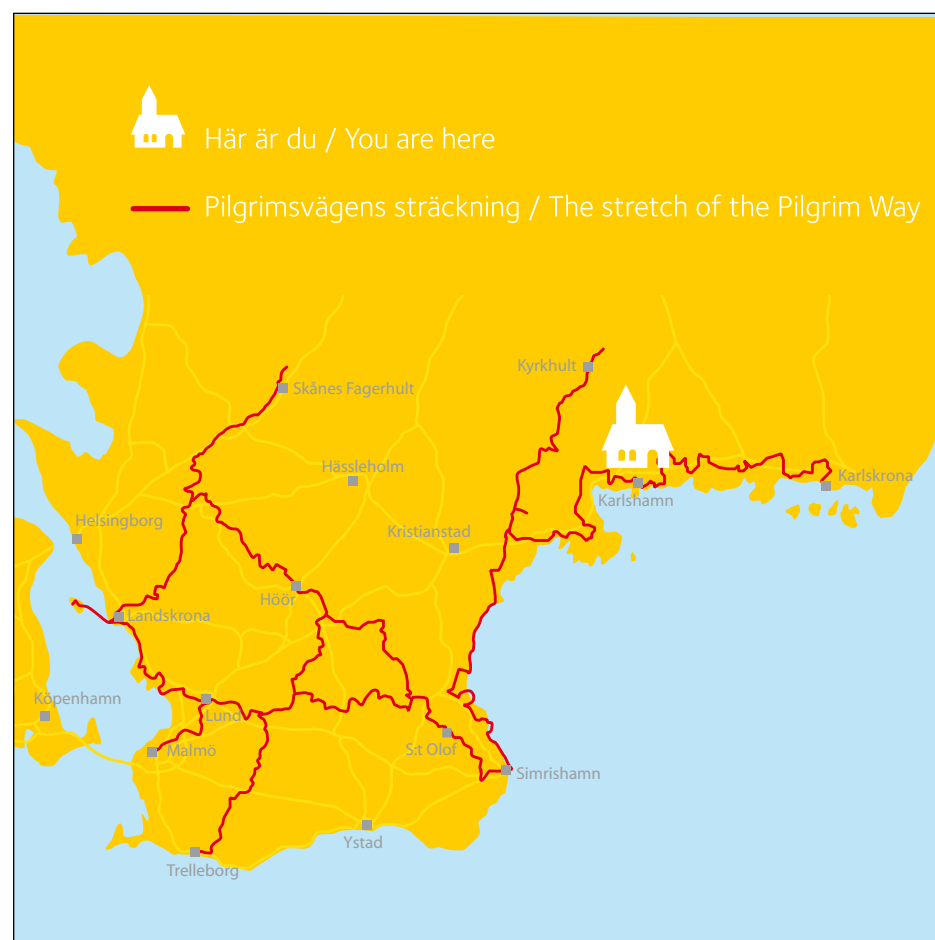 Här är du / You are here
Pilgrimsvägens sträckning / The stretch of the Pilgrim Way
Kyrkhult
Skånes Fagerhult
Hässleholm
Karlskrona
Karlshamn
Helsingborg
Kristianstad
Höör
Landskrona
Köpenhamn
Lund
Malmö
S:t Olof
Simrishamn
Ystad
Trelleborg